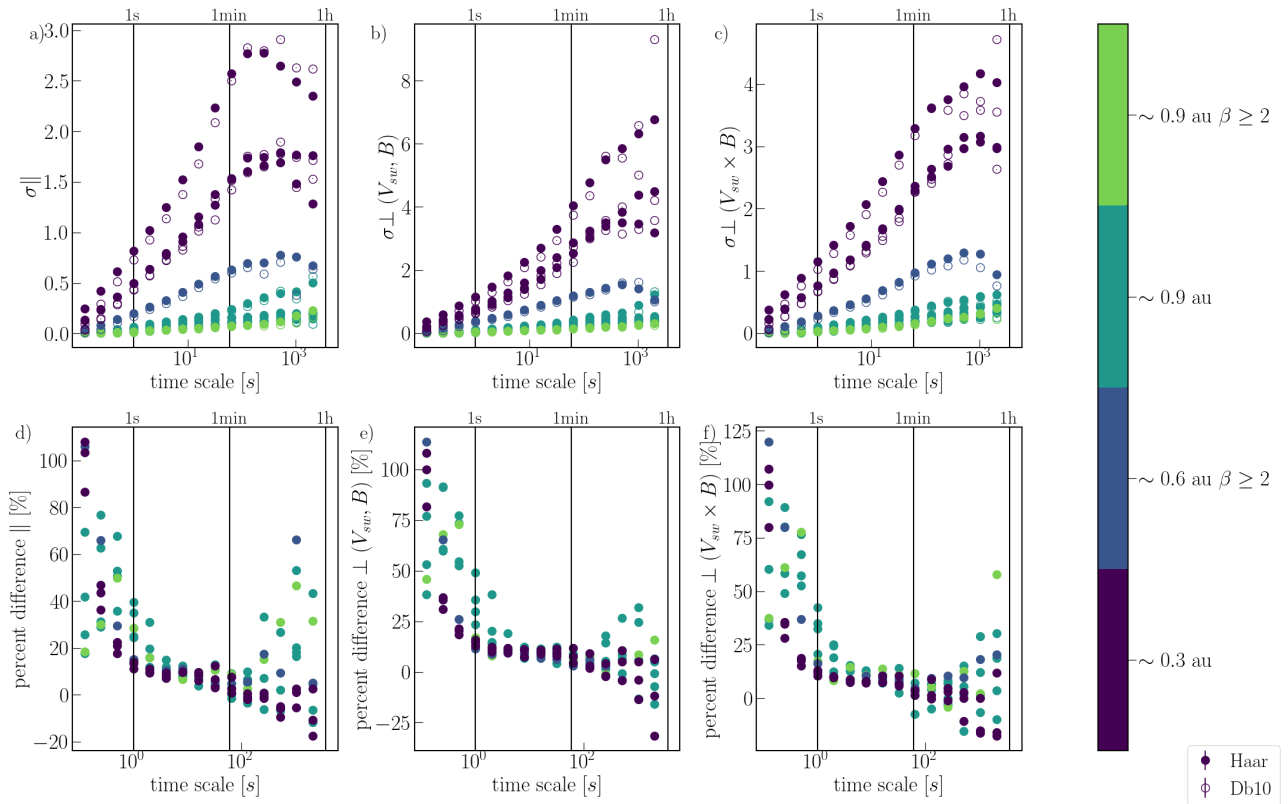 1s 1min 1h
a)
3.0
2.5
2.0
1.5
1.0
0.5
0.0
σ∥
10¹ 10³
time scale [s]
1s 1min 1h
b)
8
6
4
2
0
σ⊥ (V_sw, B)
10¹ 10³
time scale [s]
1s 1min 1h
c)
4
3
2
1
0
σ⊥ (V_sw × B)
10¹ 10³
time scale [s]
1s 1min 1h
d)
100
80
60
40
20
0
−20
percent difference ∥ [%]
10⁰ 10²
time scale [s]
1s 1min 1h
e)
100
75
50
25
0
−25
percent difference ⊥ (V_sw, B) [%]
10⁰ 10²
time scale [s]
1s 1min 1h
f)
125
100
75
50
25
0
percent difference ⊥ (V_sw × B) [%]
10⁰ 10²
time scale [s]
∼ 0.9 au β ≥ 2
∼ 0.9 au
∼ 0.6 au β ≥ 2
∼ 0.3 au
Haar
Db10